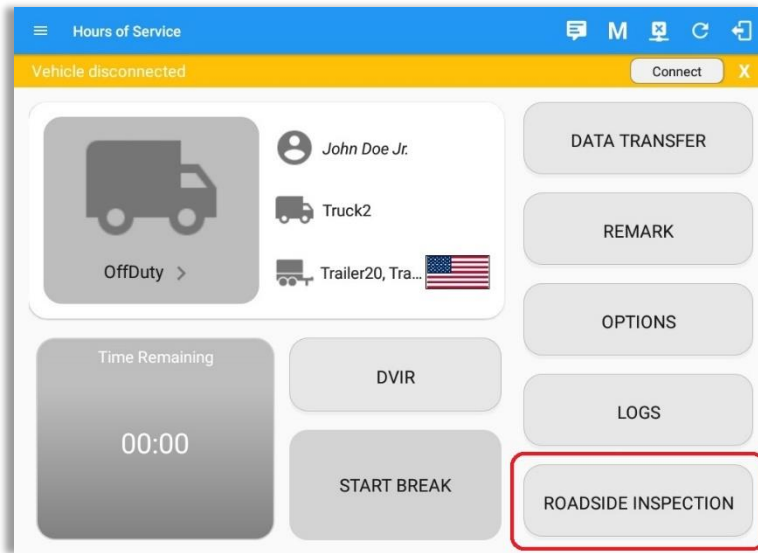 Hours of Service
M
Vehicle disconnected
Connect
X
John Doe Jr.
Truck2
OffDuty >
Trailer20, Tra...
Time Remaining
00:00
DVIR
START BREAK
DATA TRANSFER
REMARK
OPTIONS
LOGS
ROADSIDE INSPECTION